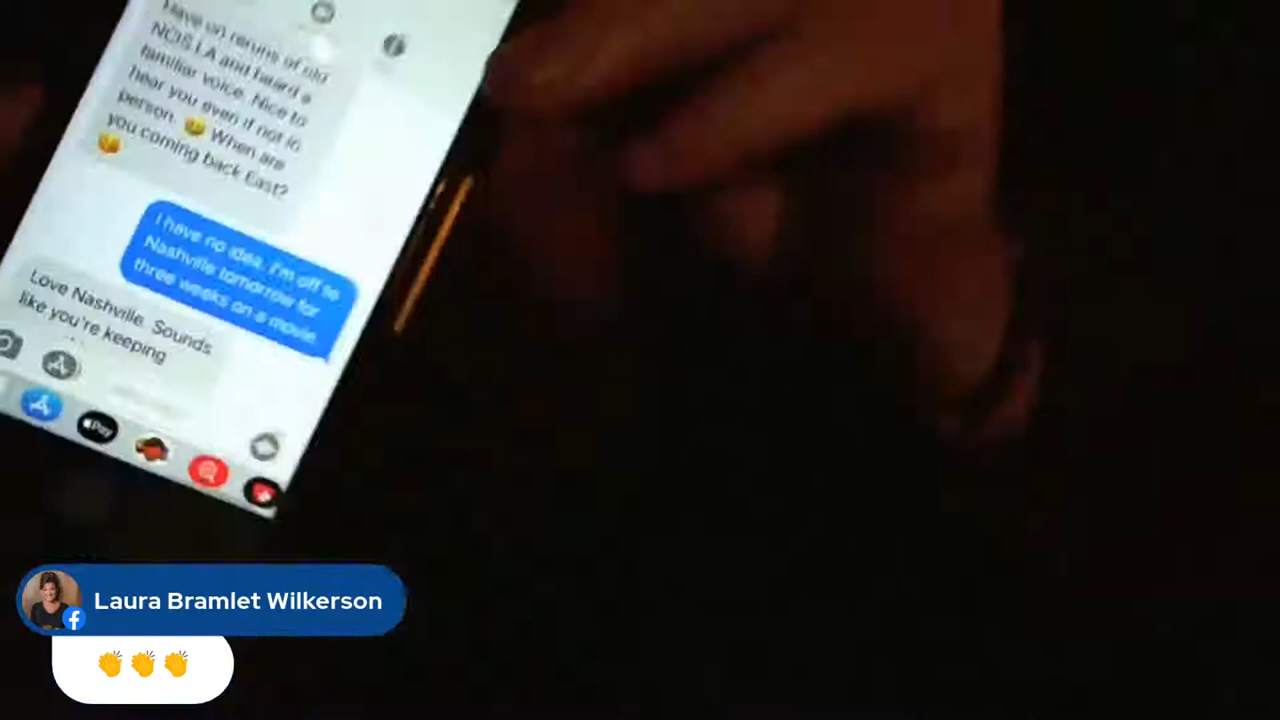 Have on reruns of old
NCIS LA and heard a
familiar voice. Nice to
hear you even if not in
person. 😀 When are
you coming back East?
😀
I have no idea. I'm off to
Nashville tomorrow for
three weeks on a movie.
Love Nashville. Sounds
like you're keeping
Pay
Laura Bramlet Wilkerson
👏 👏 👏